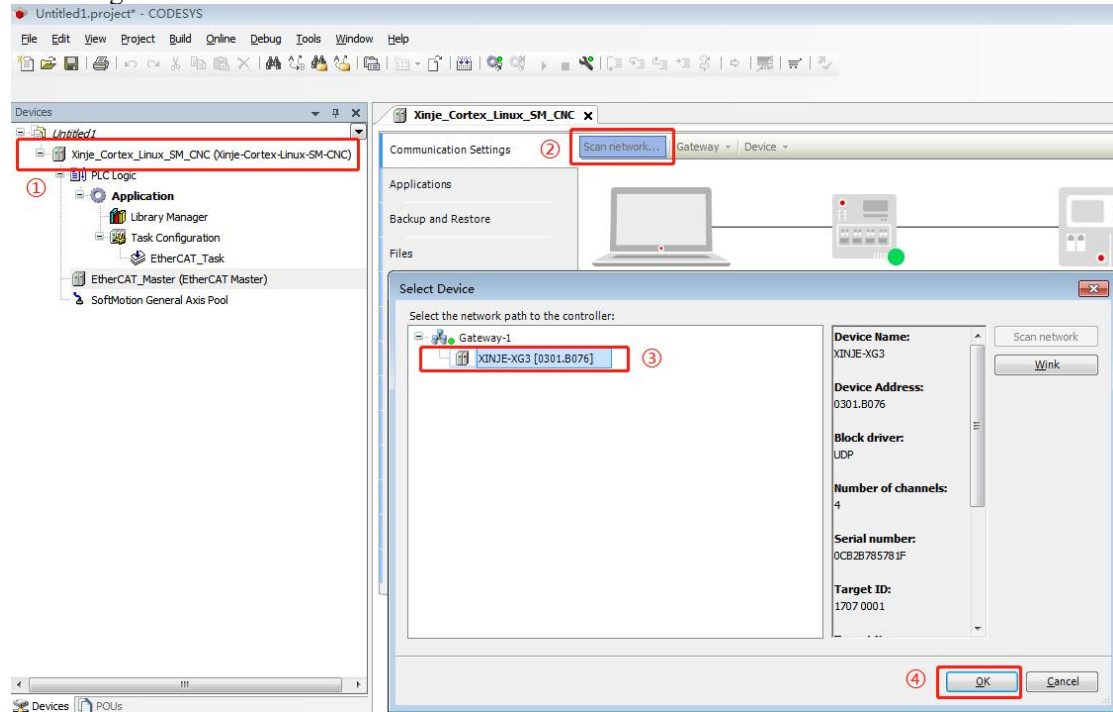 Untitled1.project* - CODESYS
File Edit View Project Build Online Debug Tools Window Help
Devices
Untitled1
Xinje_Cortex_Linux_SM_CNC (Xinje-Cortex-Linux-SM-CNC)
①
PLC Logic
Application
Library Manager
Task Configuration
EtherCAT_Task
EtherCAT_Master (EtherCAT Master)
SoftMotion General Axis Pool
Devices POUs
Xinje_Cortex_Linux_SM_CNC X
Communication Settings
② Scan network... Gateway Device
Applications
Backup and Restore
Files
Select Device
Select the network path to the controller:
Gateway-1
XINJE-XG3 [0301.B076] ③
Device Name:
XINJE-XG3
Device Address:
0301.B076
Block driver:
UDP
Number of channels:
4
Serial number:
0CB2B785781F
Target ID:
1707 0001
Scan network
Wink
④ OK Cancel